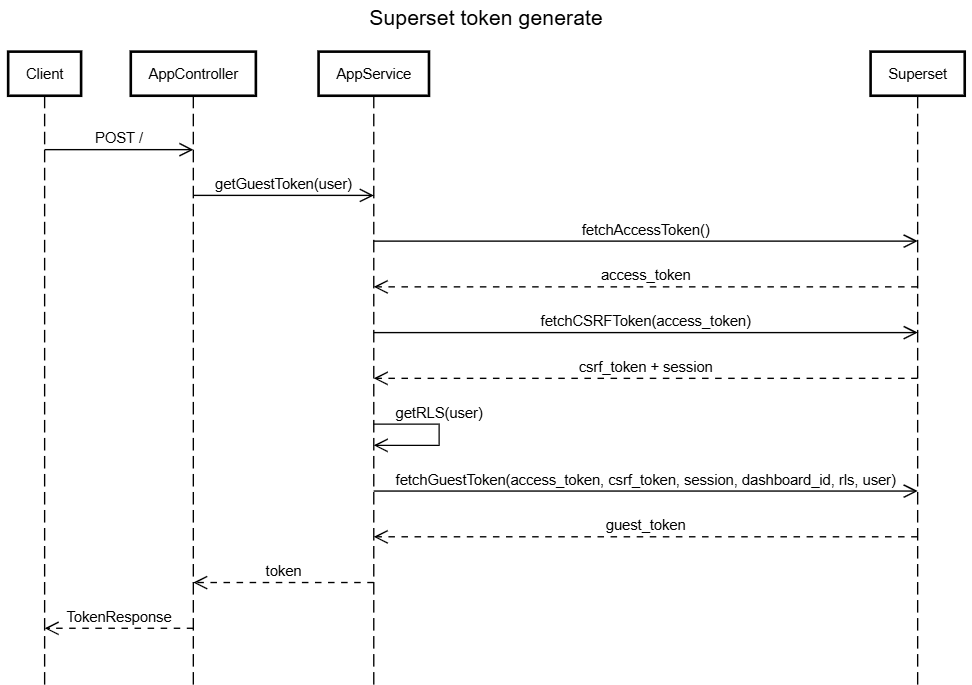 Superset token generate
Client
AppController
AppService
Superset
POST /
getGuestToken(user)
fetchAccessToken()
access_token
fetchCSRFToken(access_token)
csrf_token + session
getRLS(user)
fetchGuestToken(access_token, csrf_token, session, dashboard_id, rls, user)
guest_token
token
TokenResponse